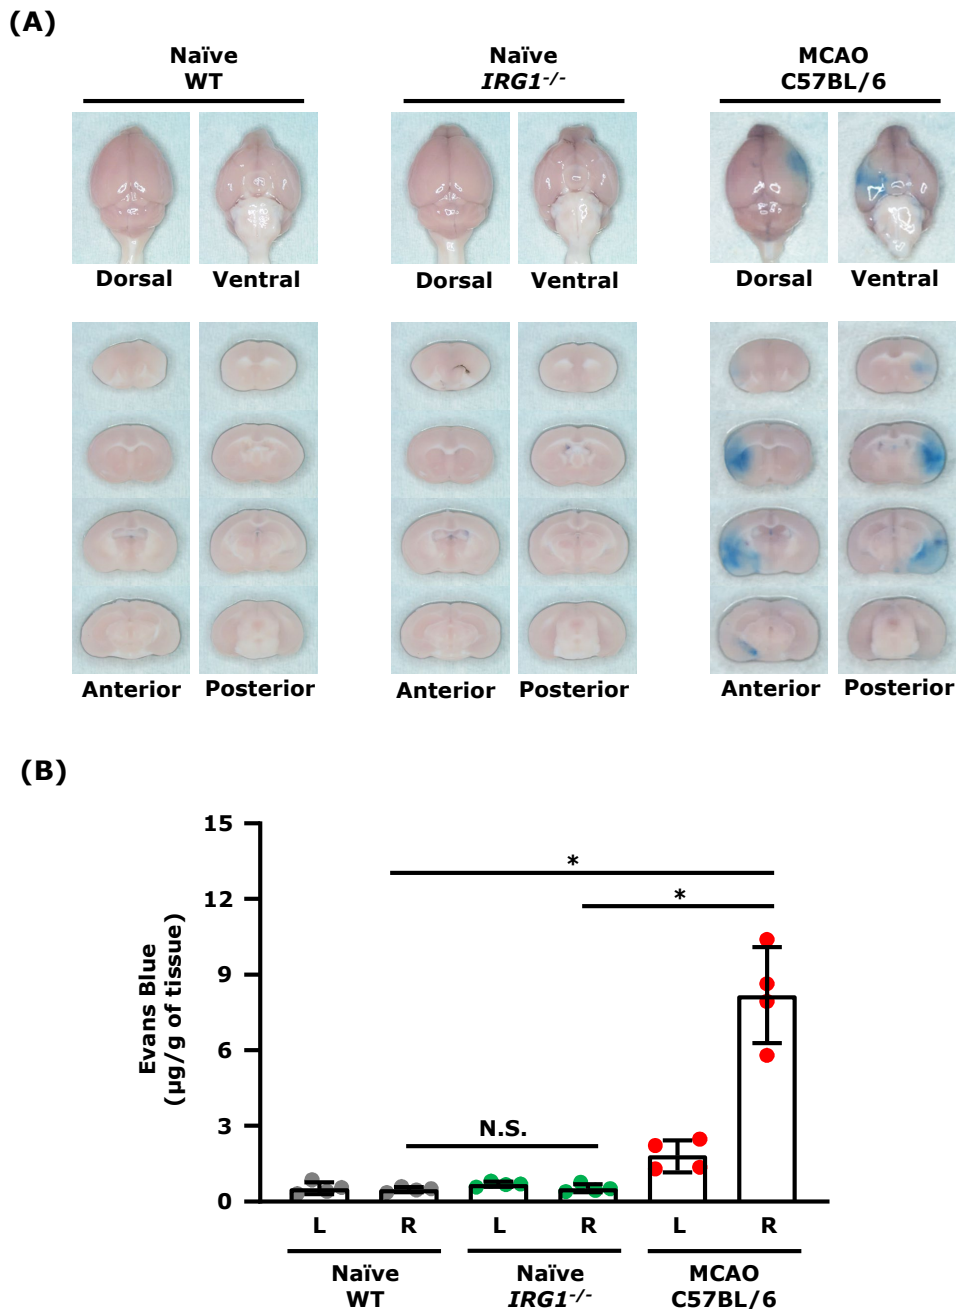 (A)
Naïve
WT
Naïve
IRG1-/-
MCAO
C57BL/6
Dorsal Ventral
Dorsal Ventral
Dorsal Ventral
Anterior Posterior
Anterior Posterior
Anterior Posterior
(B)
Evans Blue
(µg/g of tissue)
15
12
9
6
3
0
*
*
N.S.
L R L R L R
Naïve
WT
Naïve
IRG1-/-
MCAO
C57BL/6